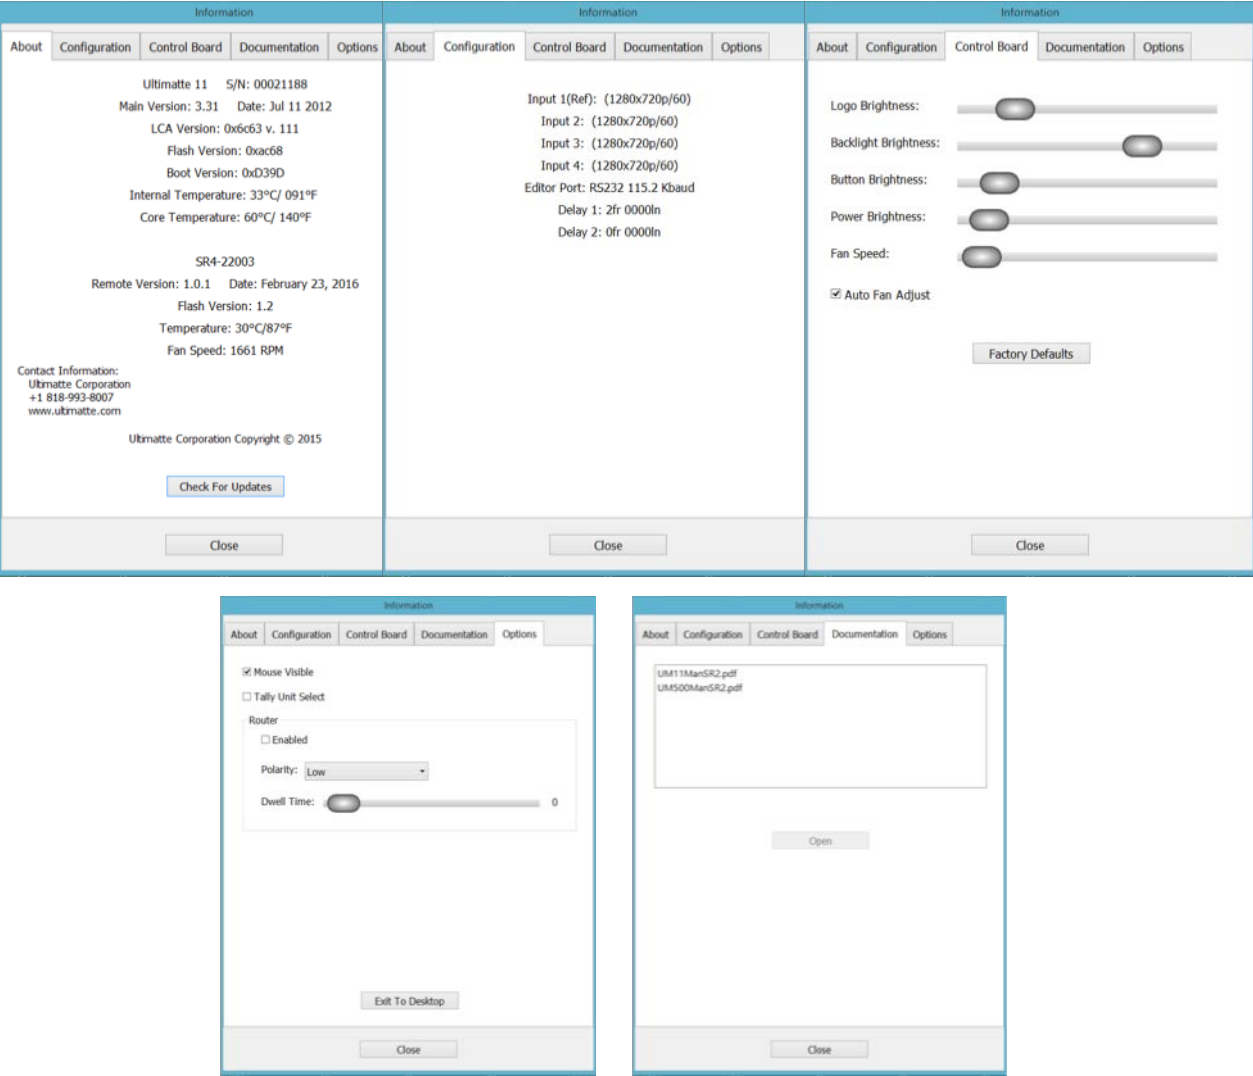 Information
About Configuration Control Board Documentation Options
Ultimatte 11 S/N: 00021188
Main Version: 3.31 Date: Jul 11 2012
LCA Version: 0x6c63 v. 111
Flash Version: 0xac68
Boot Version: 0xD39D
Internal Temperature: 33°C/ 091°F
Core Temperature: 60°C/ 140°F
SR4-22003
Remote Version: 1.0.1 Date: February 23, 2016
Flash Version: 1.2
Temperature: 30°C/87°F
Fan Speed: 1661 RPM
Contact Information:
Ultimatte Corporation
+1 818-993-8007
www.ultimatte.com
Ultimatte Corporation Copyright © 2015
Check For Updates
Close
Information
About Configuration Control Board Documentation Options
Input 1(Ref): (1280x720p/60)
Input 2: (1280x720p/60)
Input 3: (1280x720p/60)
Input 4: (1280x720p/60)
Editor Port: RS232 115.2 Kbaud
Delay 1: 2fr 0000ln
Delay 2: 0fr 0000ln
Close
Information
About Configuration Control Board Documentation Options
Logo Brightness:
Backlight Brightness:
Button Brightness:
Power Brightness:
Fan Speed:
Auto Fan Adjust
Factory Defaults
Close
Information
About Configuration Control Board Documentation Options
Mouse Visible
Tally Unit Select
Router
Enabled
Polarity: Low
Dwell Time: 0
Exit To Desktop
Close
Information
About Configuration Control Board Documentation Options
UM11ManSR2.pdf
UM500ManSR2.pdf
Open
Close